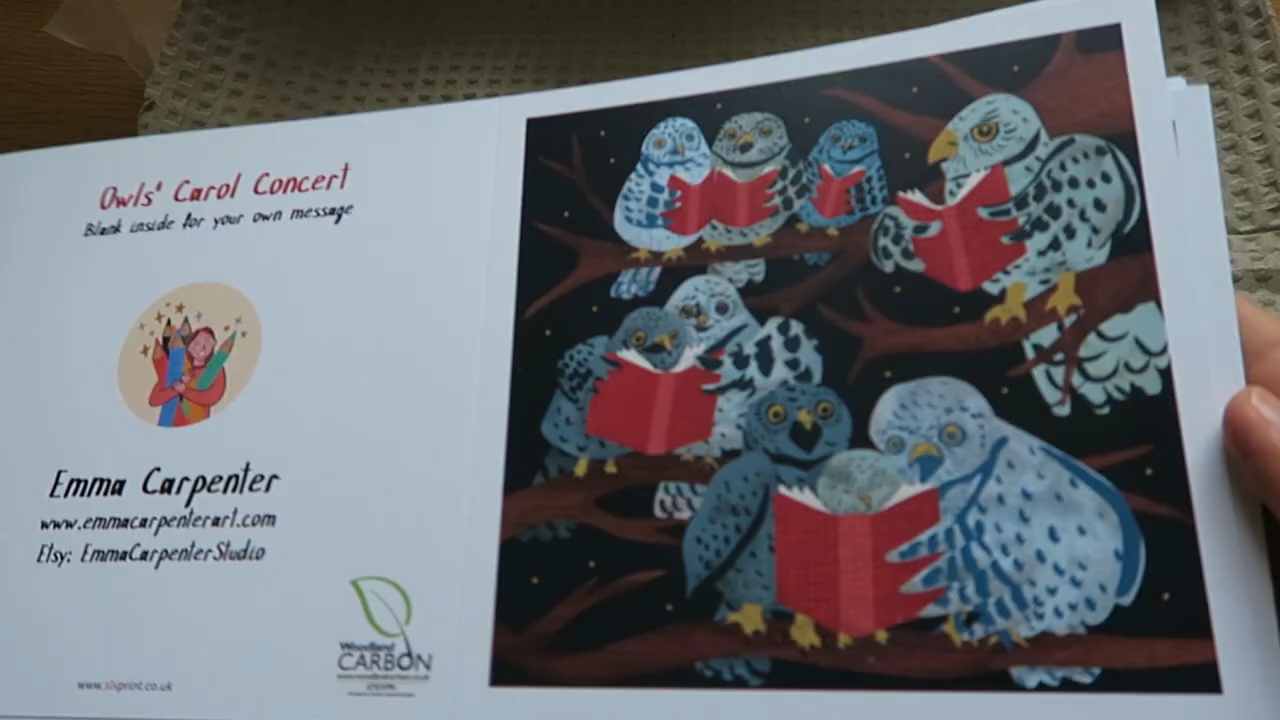 Owls' Carol Concert
Blank inside for your own message
Emma Carpenter
www.emmacarpenterart.com
Etsy: EmmaCarpenterStudio
Woodland
CARBON
www.slxprint.co.uk